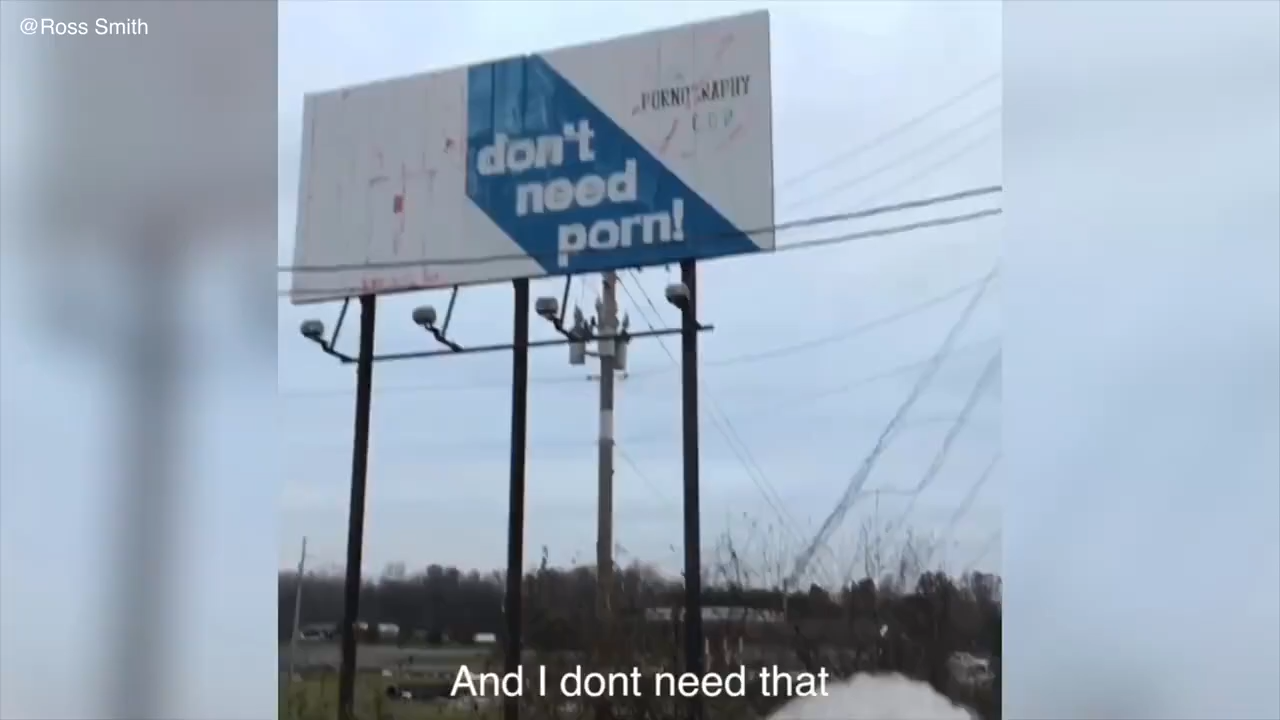 @Ross Smith
don't
need
porn!
And I dont need that